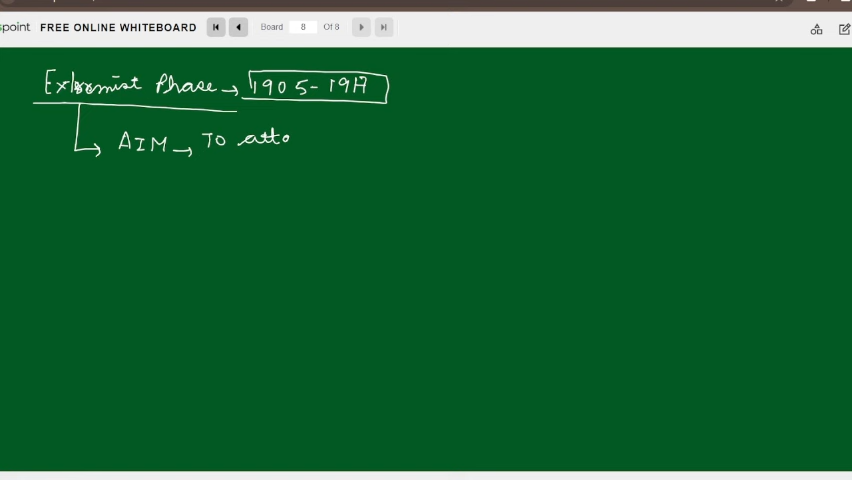 spoint FREE ONLINE WHITEBOARD Board 8 Of 8
Extremist Phase → 1905-1917
→ AIM → TO atto